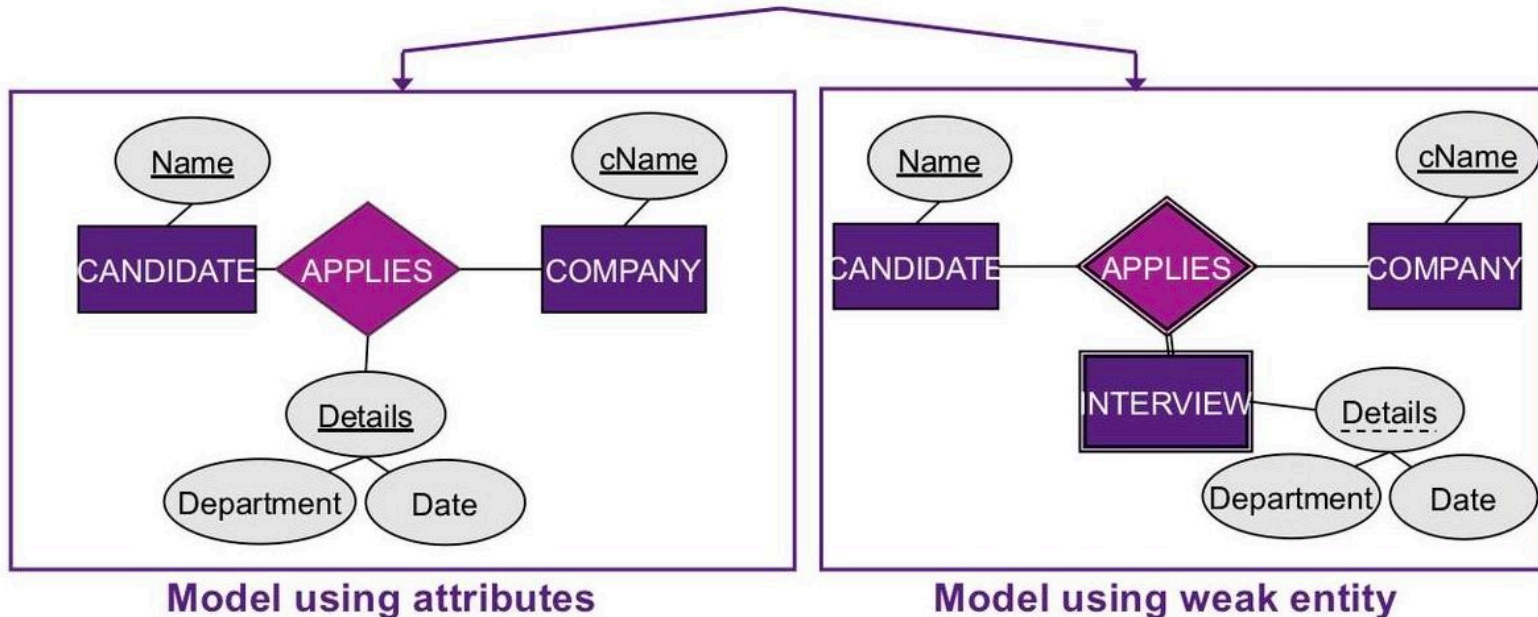 Name
cName
CANDIDATE
APPLIES
COMPANY
Details
Department
Date
Model using attributes
Name
cName
CANDIDATE
APPLIES
COMPANY
INTERVIEW
Details
Department
Date
Model using weak entity